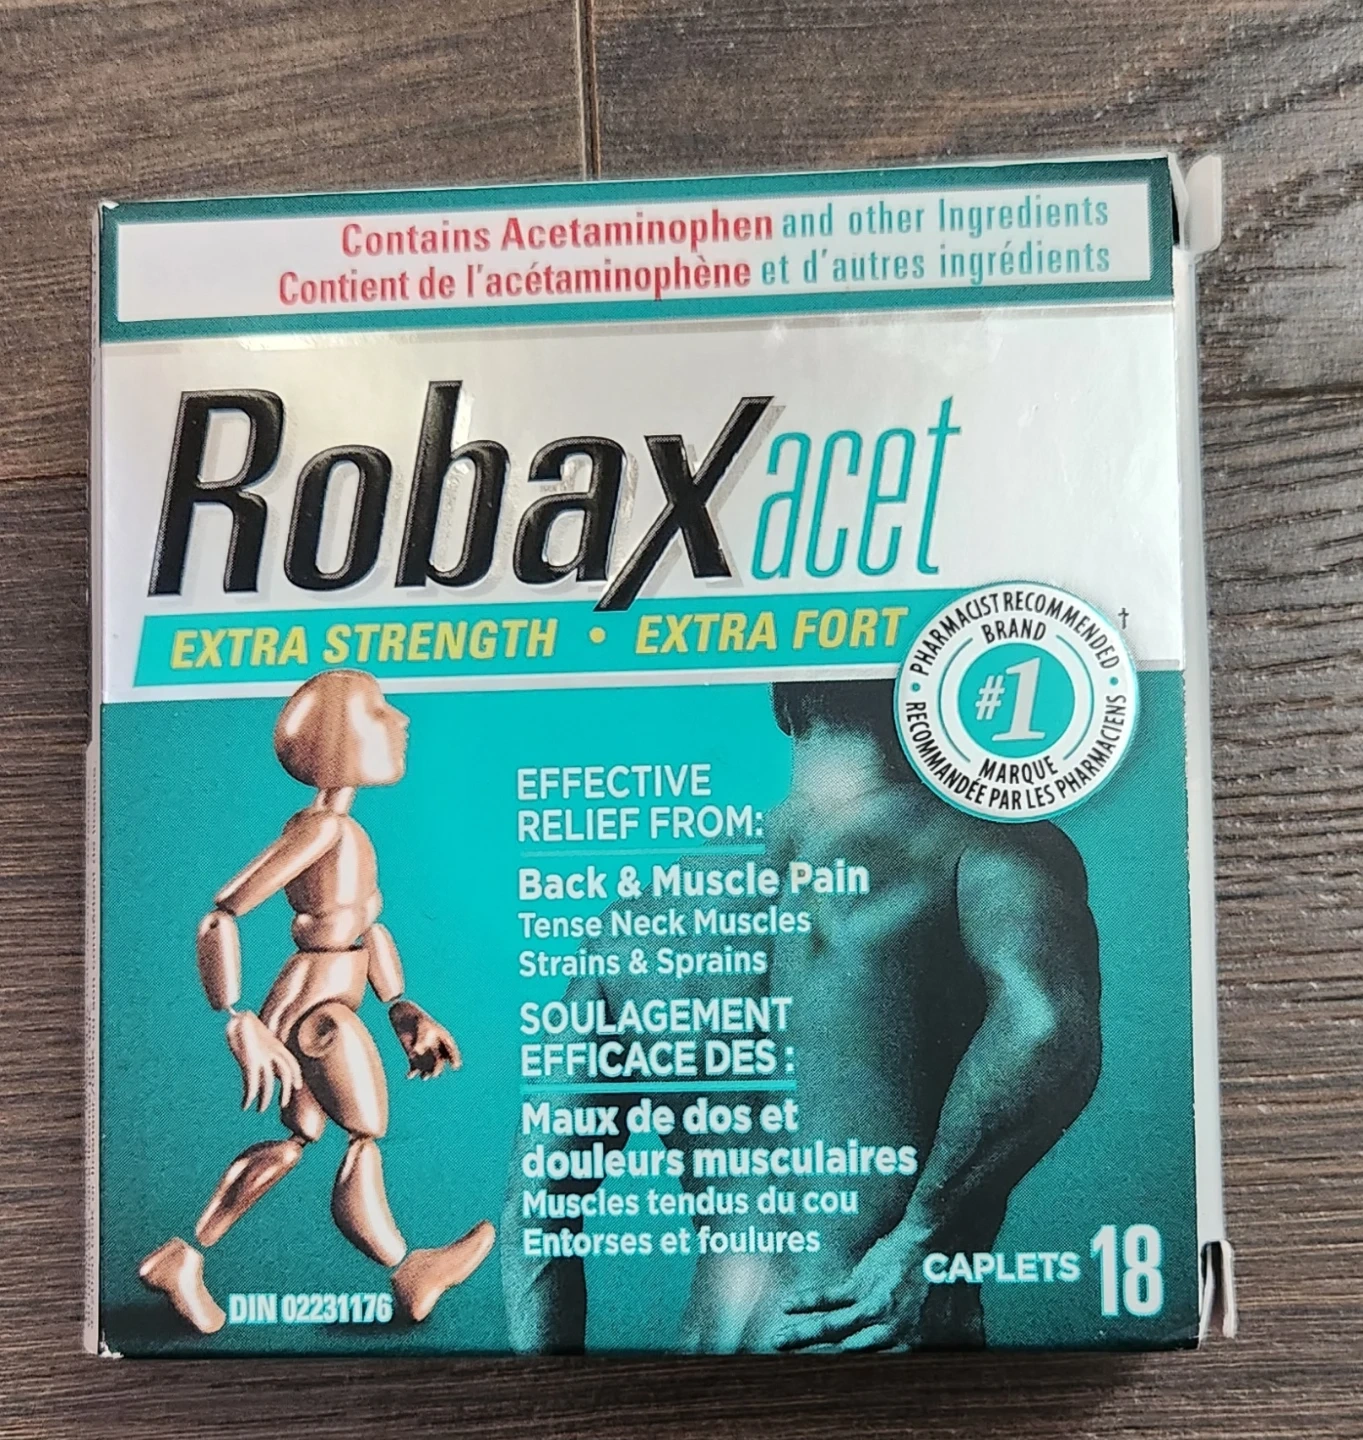 Contains Acetaminophen and other Ingredients
Contient de l'acétaminophène et d'autres ingrédients
Robaxacet
EXTRA STRENGTH • EXTRA FORT
†
PHARMACIST RECOMMENDED
BRAND
#1
MARQUE
RECOMMANDÉE PAR LES PHARMACIENS
EFFECTIVE
RELIEF FROM:
Back & Muscle Pain
Tense Neck Muscles
Strains & Sprains
SOULAGEMENT
EFFICACE DES :
Maux de dos et
douleurs musculaires
Muscles tendus du cou
Entorses et foulures
CAPLETS 18
DIN 02231176